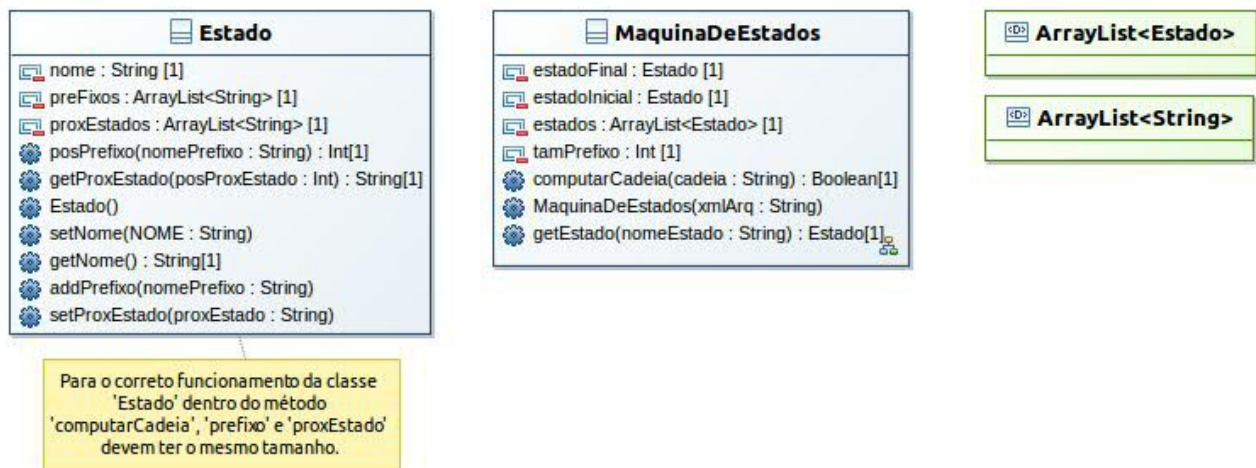 Estado
nome : String [1]
preFixos : ArrayList<String> [1]
proxEstados : ArrayList<String> [1]
posPrefixo(nomePrefixo : String) : Int[1]
getProxEstado(posProxEstado : Int) : String[1]
Estado()
setNome(NOME : String)
getNome() : String[1]
addPrefixo(nomePrefixo : String)
setProxEstado(proxEstado : String)
Para o correto funcionamento da classe
'Estado' dentro do método
'computarCadeia', 'prefixo' e 'proxEstado'
devem ter o mesmo tamanho.
MaquinaDeEstados
estadoFinal : Estado [1]
estadoInicial : Estado [1]
estados : ArrayList<Estado> [1]
tamPrefixo : Int [1]
computarCadeia(cadeia : String) : Boolean[1]
MaquinaDeEstados(xmlArq : String)
getEstado(nomeEstado : String) : Estado[1]
<D> ArrayList<Estado>
<D> ArrayList<String>